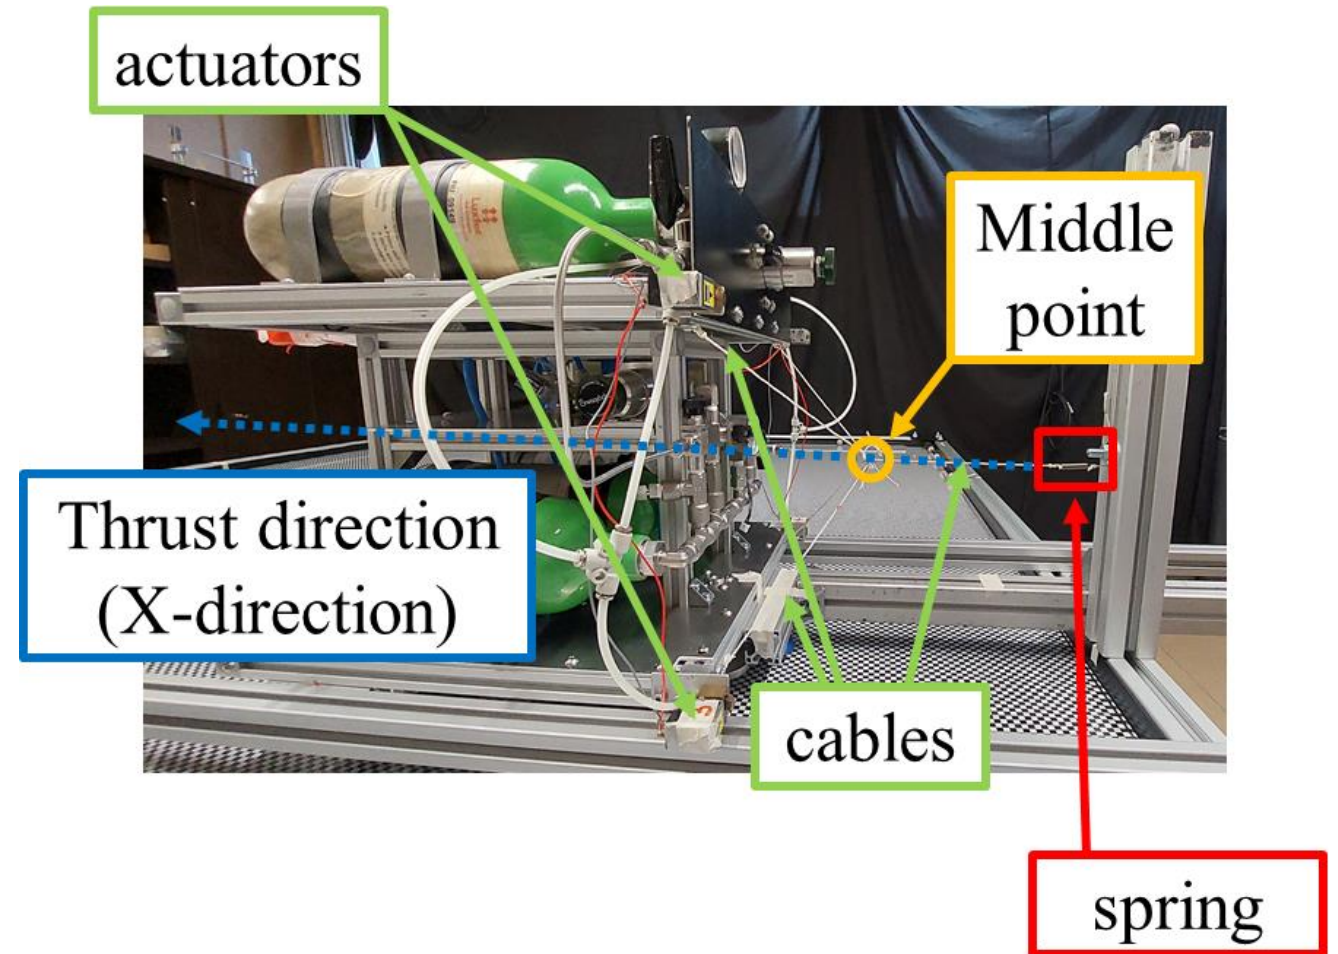 actuators
Middle
point
Thrust direction
(X-direction)
cables
spring